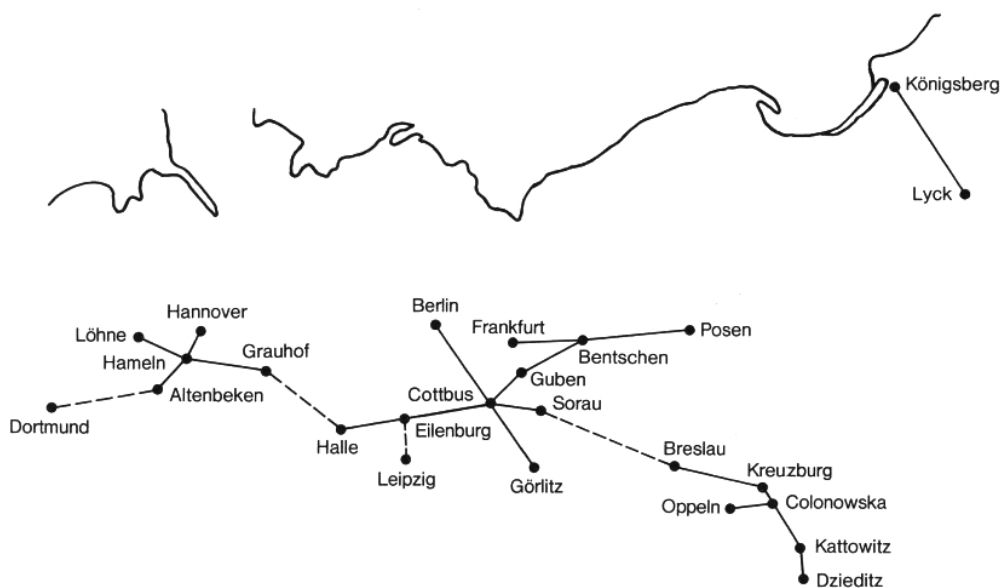 Königsberg
Lyck
Berlin
Hannover
Frankfurt
Posen
Löhne
Grauhof
Bentschen
Hameln
Guben
Altenbeken
Cottbus
Sorau
Dortmund
Eilenburg
Halle
Breslau
Leipzig
Görlitz
Kreuzburg
Oppeln
Colonowska
Kattowitz
Dzieditz